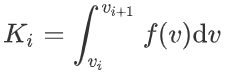 $K_i = \int_{v_i}^{v_{i+1}} f(v)\mathrm{d}v$